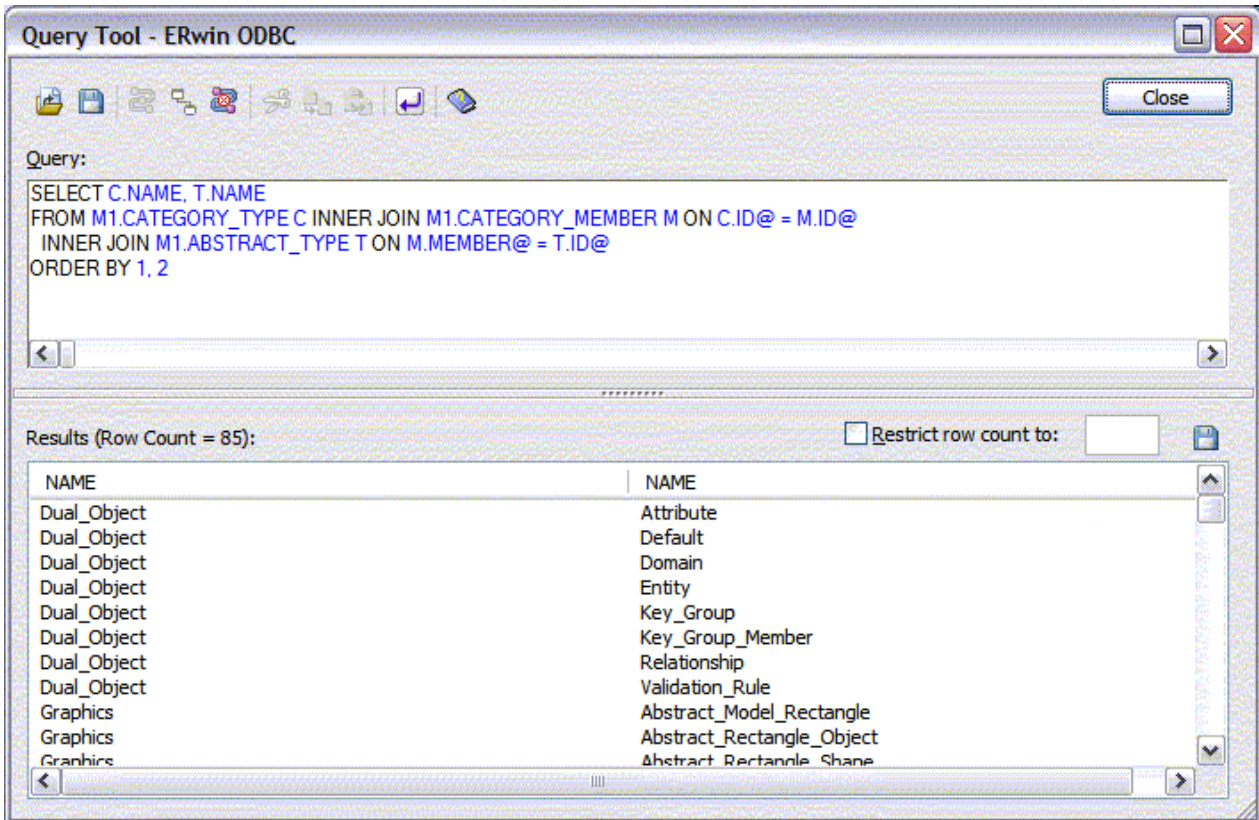 Query Tool - ERwin ODBC
Close
Query:
SELECT C.NAME, T.NAME
FROM M1.CATEGORY_TYPE C INNER JOIN M1.CATEGORY_MEMBER M ON C.ID@ = M.ID@
INNER JOIN M1.ABSTRACT_TYPE T ON M.MEMBER@ = T.ID@
ORDER BY 1, 2
Results (Row Count = 85): Restrict row count to:
NAME NAME
Dual_Object Attribute
Dual_Object Default
Dual_Object Domain
Dual_Object Entity
Dual_Object Key_Group
Dual_Object Key_Group_Member
Dual_Object Relationship
Dual_Object Validation_Rule
Graphics Abstract_Model_Rectangle
Graphics Abstract_Rectangle_Object
Graphics Abstract_Rectangle_Shape